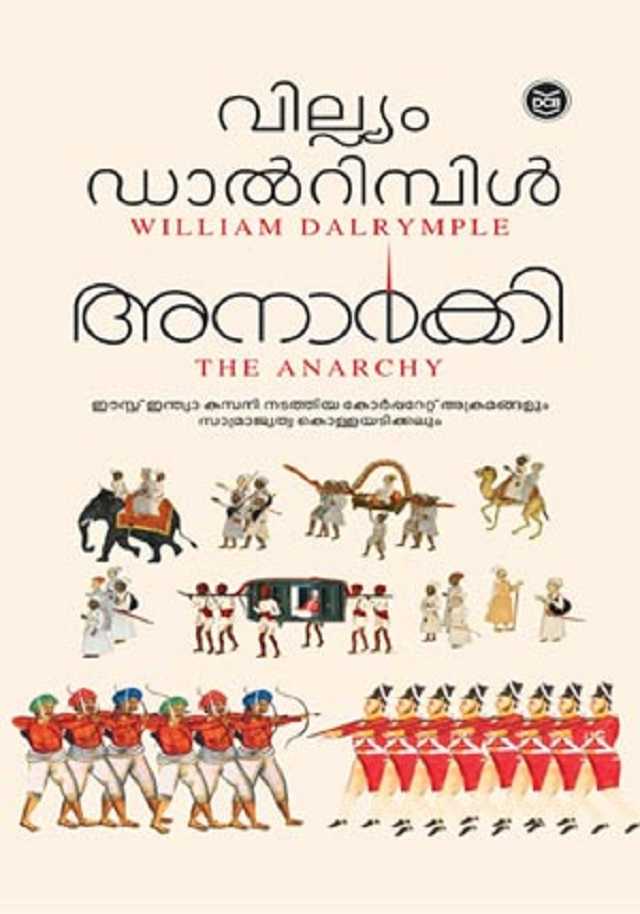 വില്ല്യം
DCB
ഡാൽറിമ്പിൾ
WILLIAM DALRYMPLE
അനാർക്കി
THE ANARCHY
ഈസ്റ്റ് ഇന്ത്യാ കമ്പനി നടത്തിയ കോർപ്പറേറ്റ് അക്രമങ്ങളും
സാമ്രാജ്യത്വ കൊള്ളയടിക്കലും